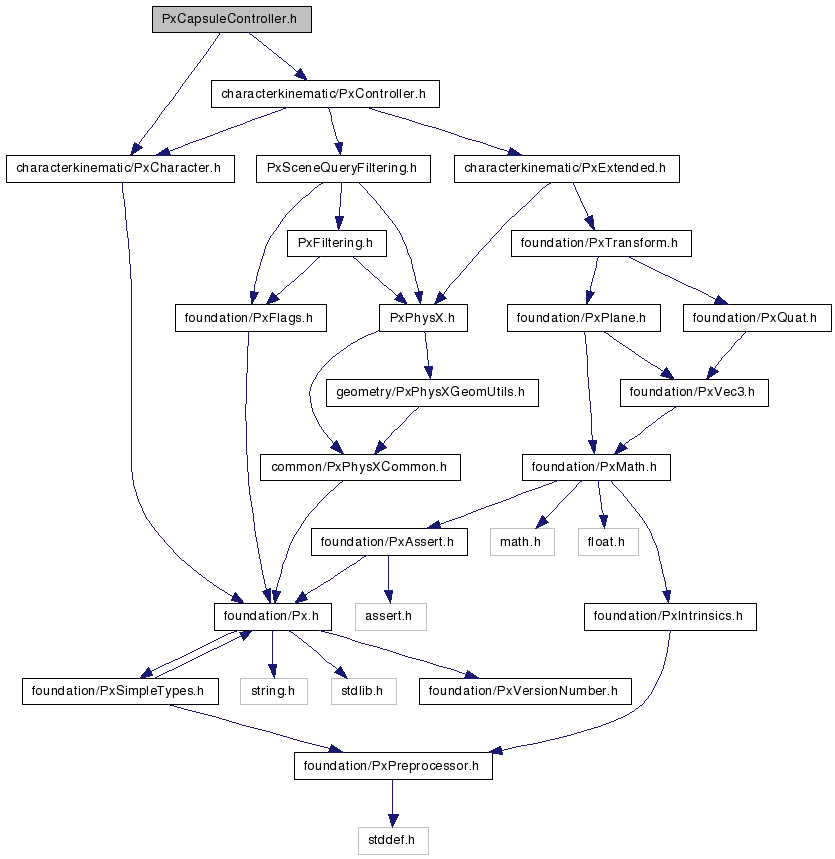 PxCapsuleController.h
characterkinematic/PxController.h
characterkinematic/PxCharacter.h
PxSceneQueryFiltering.h
characterkinematic/PxExtended.h
PxFiltering.h
foundation/PxTransform.h
foundation/PxFlags.h
PxPhysX.h
foundation/PxPlane.h
foundation/PxQuat.h
geometry/PxPhysXGeomUtils.h
foundation/PxVec3.h
common/PxPhysXCommon.h
foundation/PxMath.h
foundation/PxAssert.h
math.h
float.h
foundation/Px.h
assert.h
foundation/PxIntrinsics.h
foundation/PxSimpleTypes.h
string.h
stdlib.h
foundation/PxVersionNumber.h
foundation/PxPreprocessor.h
stddef.h